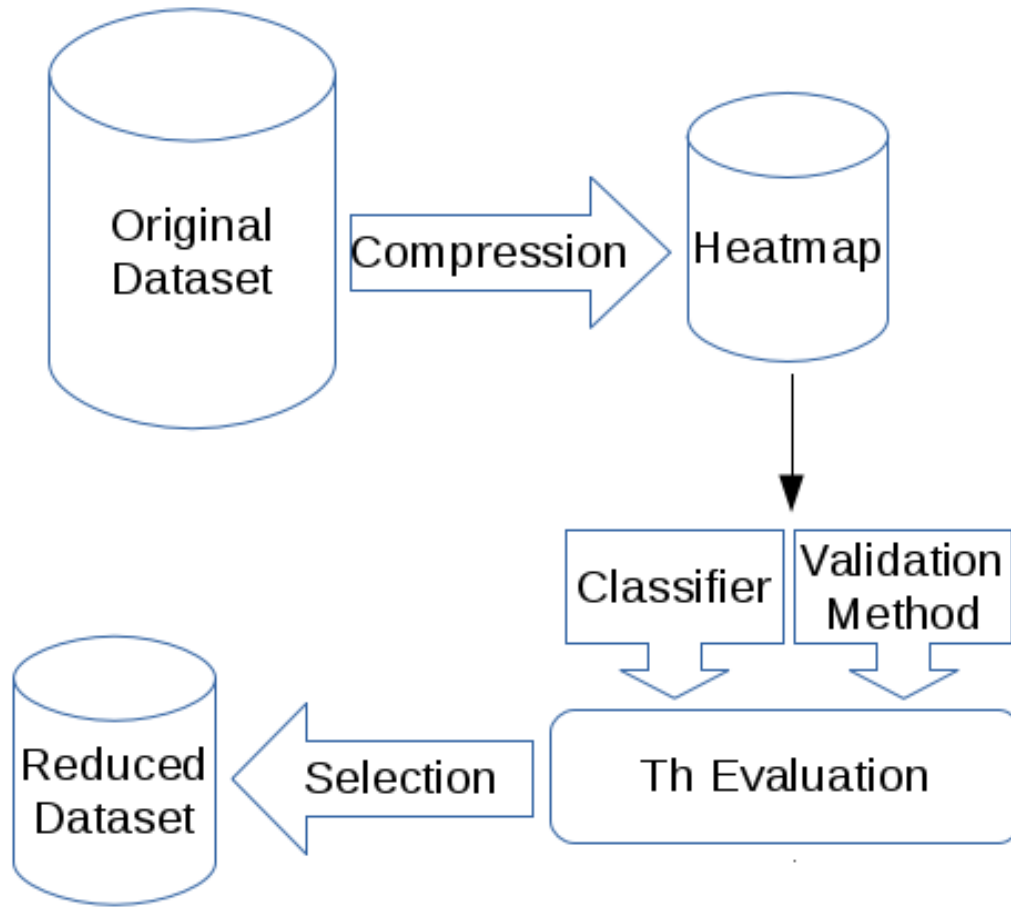 Original
Dataset
Compression
Heatmap
Classifier
Validation
Method
Th Evaluation
Selection
Reduced
Dataset